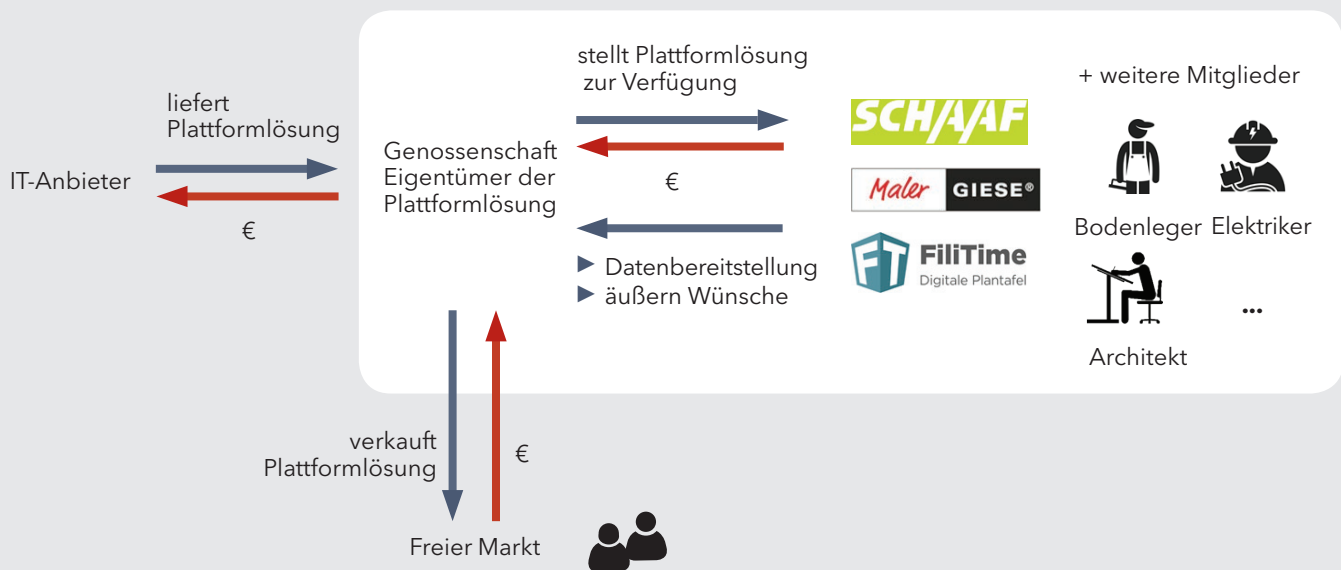 liefert
Plattformlösung
IT-Anbieter
€
Genossenschaft
Eigentümer der
Plattformlösung
stellt Plattformlösung
zur Verfügung
€
▶ Datenbereitstellung
▶ äußern Wünsche
SCHAAF
Maler GIESE®
FT FiliTime
Digitale Plantafel
+ weitere Mitglieder
Bodenleger Elektriker
Architekt ...
verkauft
Plattformlösung
€
Freier Markt